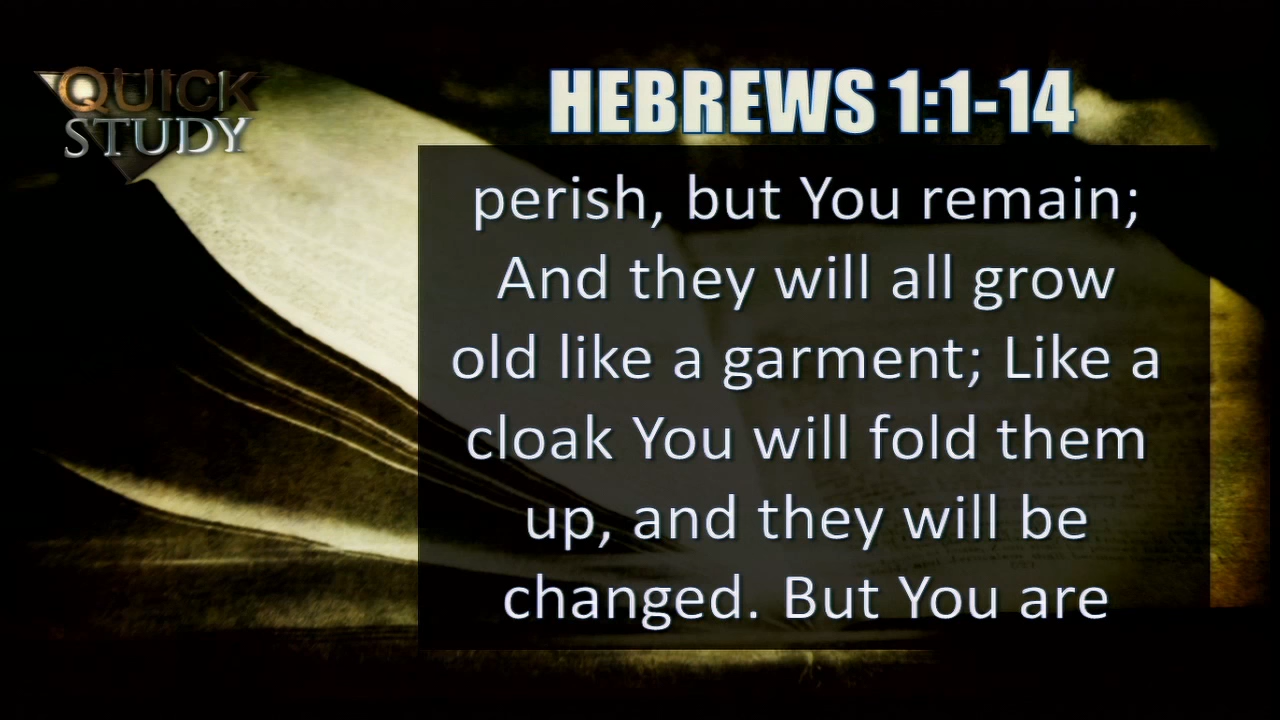 QUICK
STUDY
HEBREWS 1:1-14
perish, but You remain;
And they will all grow
old like a garment; Like a
cloak You will fold them
up, and they will be
changed. But You are